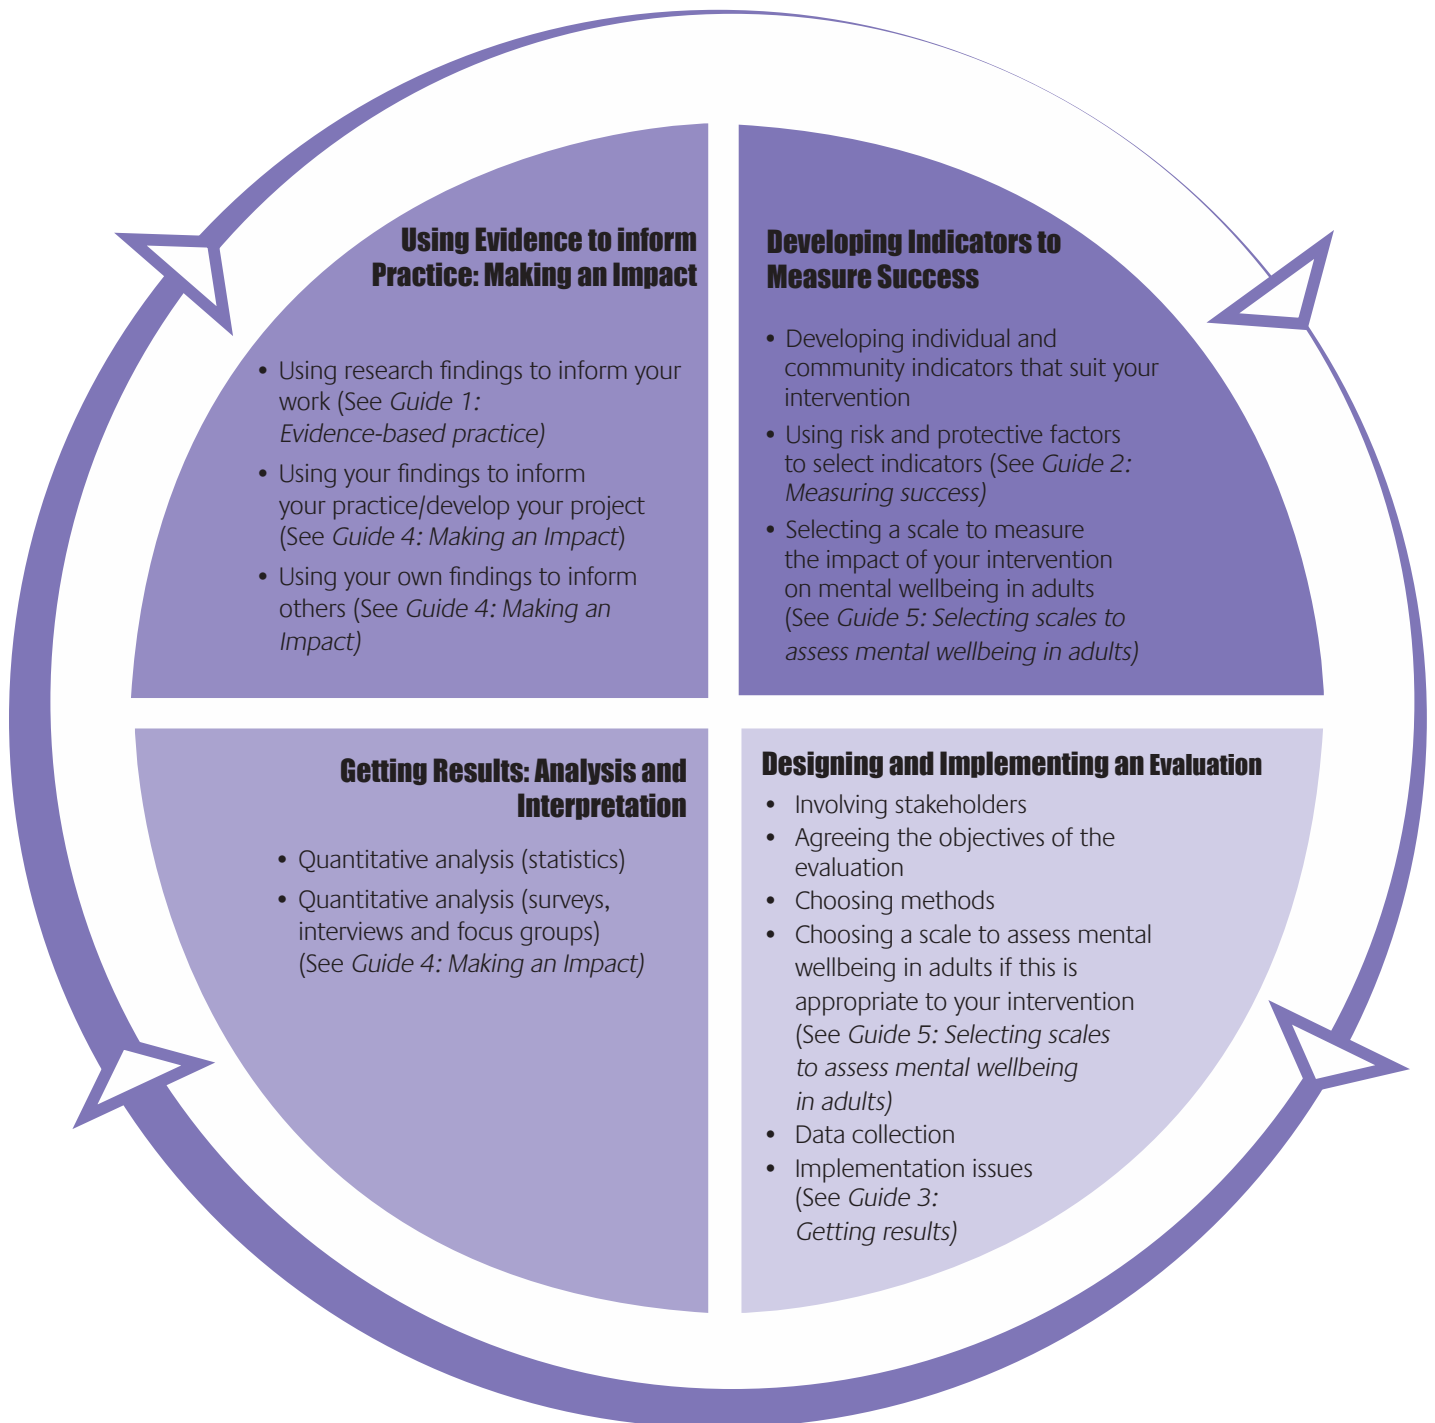 Using Evidence to inform
Practice: Making an Impact
• Using research findings to inform your
work (See Guide 1:
Evidence-based practice)
• Using your findings to inform
your practice/develop your project
(See Guide 4: Making an Impact)
• Using your own findings to inform
others (See Guide 4: Making an
Impact)
Developing Indicators to
Measure Success
• Developing individual and
community indicators that suit your
intervention
• Using risk and protective factors
to select indicators (See Guide 2:
Measuring success)
• Selecting a scale to measure
the impact of your intervention
on mental wellbeing in adults
(See Guide 5: Selecting scales to
assess mental wellbeing in adults)
Getting Results: Analysis and
Interpretation
• Quantitative analysis (statistics)
• Quantitative analysis (surveys,
interviews and focus groups)
(See Guide 4: Making an Impact)
Designing and Implementing an Evaluation
• Involving stakeholders
• Agreeing the objectives of the
evaluation
• Choosing methods
• Choosing a scale to assess mental
wellbeing in adults if this is
appropriate to your intervention
(See Guide 5: Selecting scales
to assess mental wellbeing
in adults)
• Data collection
• Implementation issues
(See Guide 3:
Getting results)